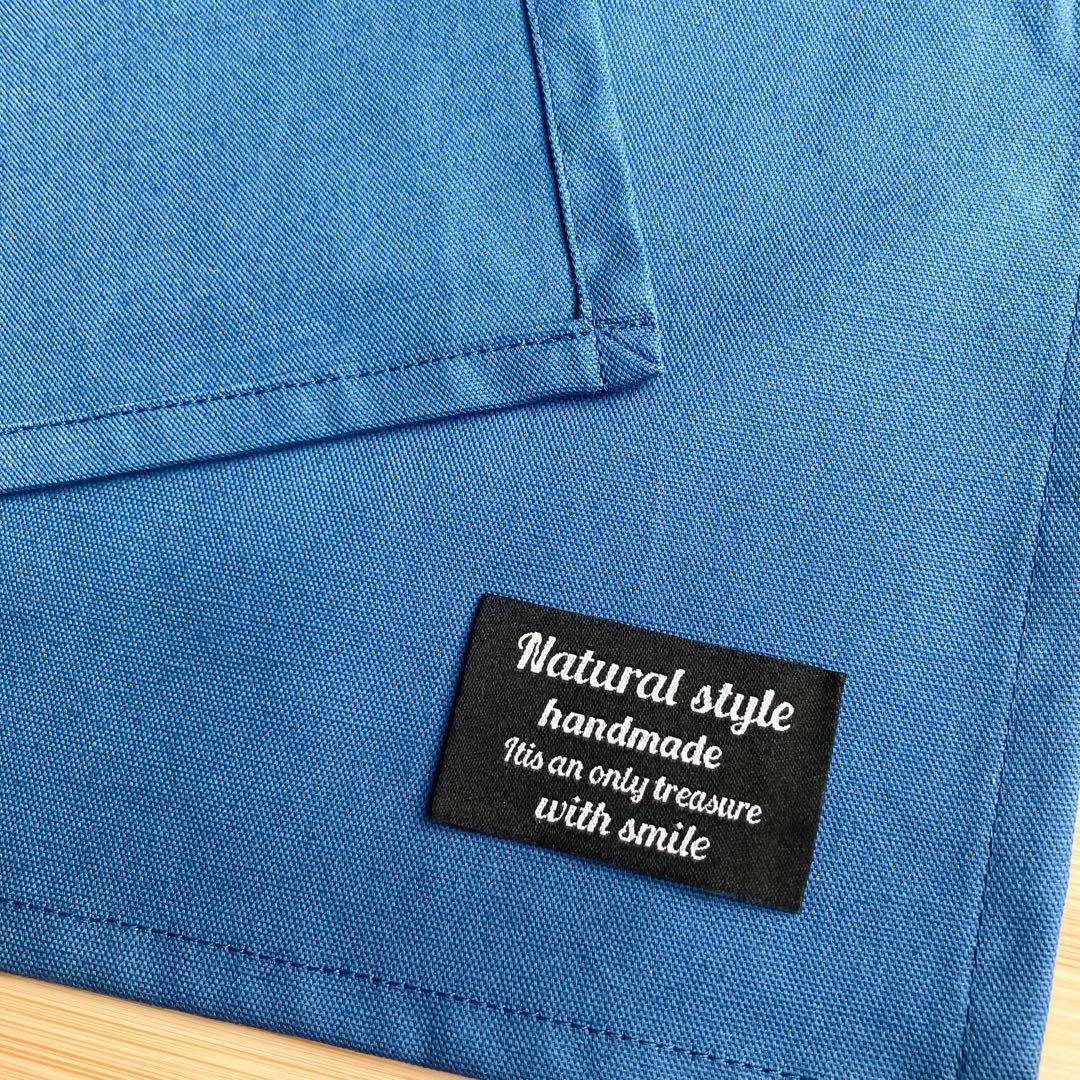 Natural style
handmade
Itis an only treasure
with smile